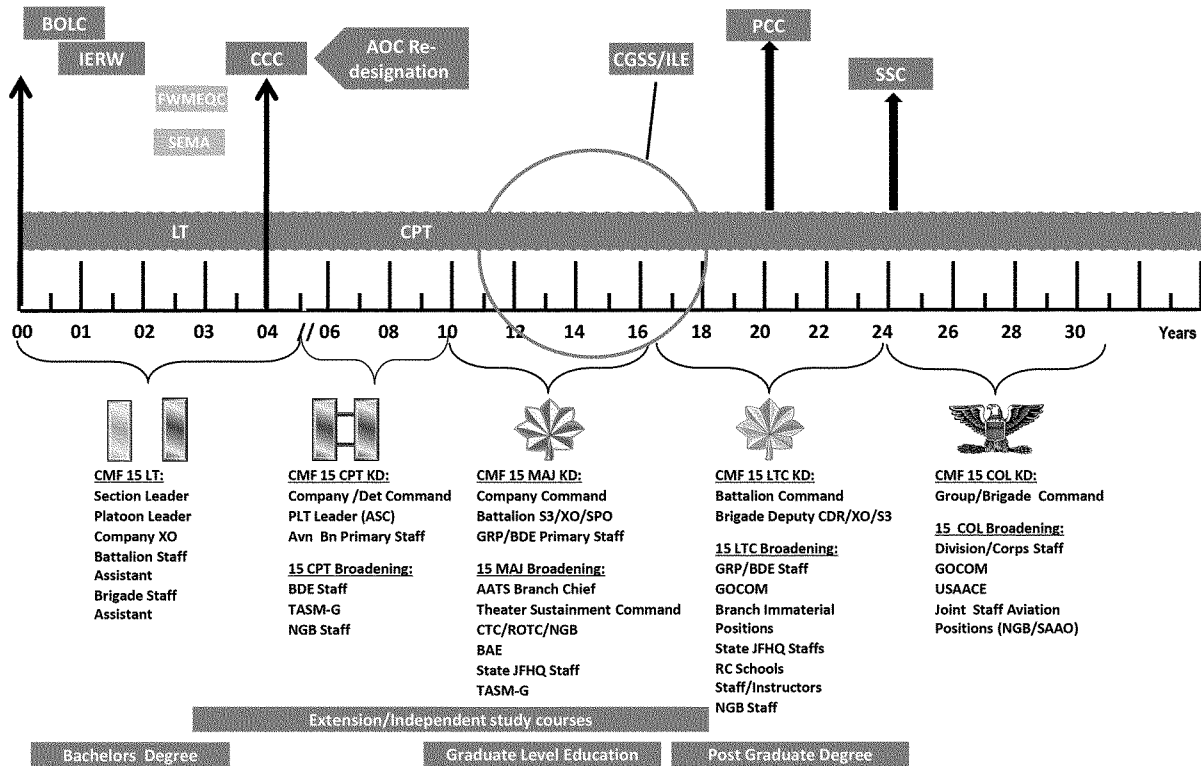 BOLC
IERW
FWMEQC
SEMA
CCC
AOC Re-
designation
CGSS/ILE
PCC
SSC
LT
CPT
00 01 02 03 04 // 06 08 10 12 14 16 18 20 22 24 26 28 30 Years
CMF 15 LT:
Section Leader
Platoon Leader
Company XO
Battalion Staff
Assistant
Brigade Staff
Assistant
CMF 15 CPT KD:
Company /Det Command
PLT Leader (ASC)
Avn Bn Primary Staff
15 CPT Broadening:
BDE Staff
TASM-G
NGB Staff
CMF 15 MAJ KD:
Company Command
Battalion S3/XO/SPO
GRP/BDE Primary Staff
15 MAJ Broadening:
AATS Branch Chief
Theater Sustainment Command
CTC/ROTC/NGB
BAE
State JFHQ Staff
TASM-G
CMF 15 LTC KD:
Battalion Command
Brigade Deputy CDR/XO/S3
15 LTC Broadening:
GRP/BDE Staff
GOCOM
Branch Immaterial
Positions
State JFHQ Staffs
RC Schools
Staff/Instructors
NGB Staff
CMF 15 COL KD:
Group/Brigade Command
15 COL Broadening:
Division/Corps Staff
GOCOM
USAACE
Joint Staff Aviation
Positions (NGB/SAAO)
Extension/Independent study courses
Bachelors Degree
Graduate Level Education
Post Graduate Degree